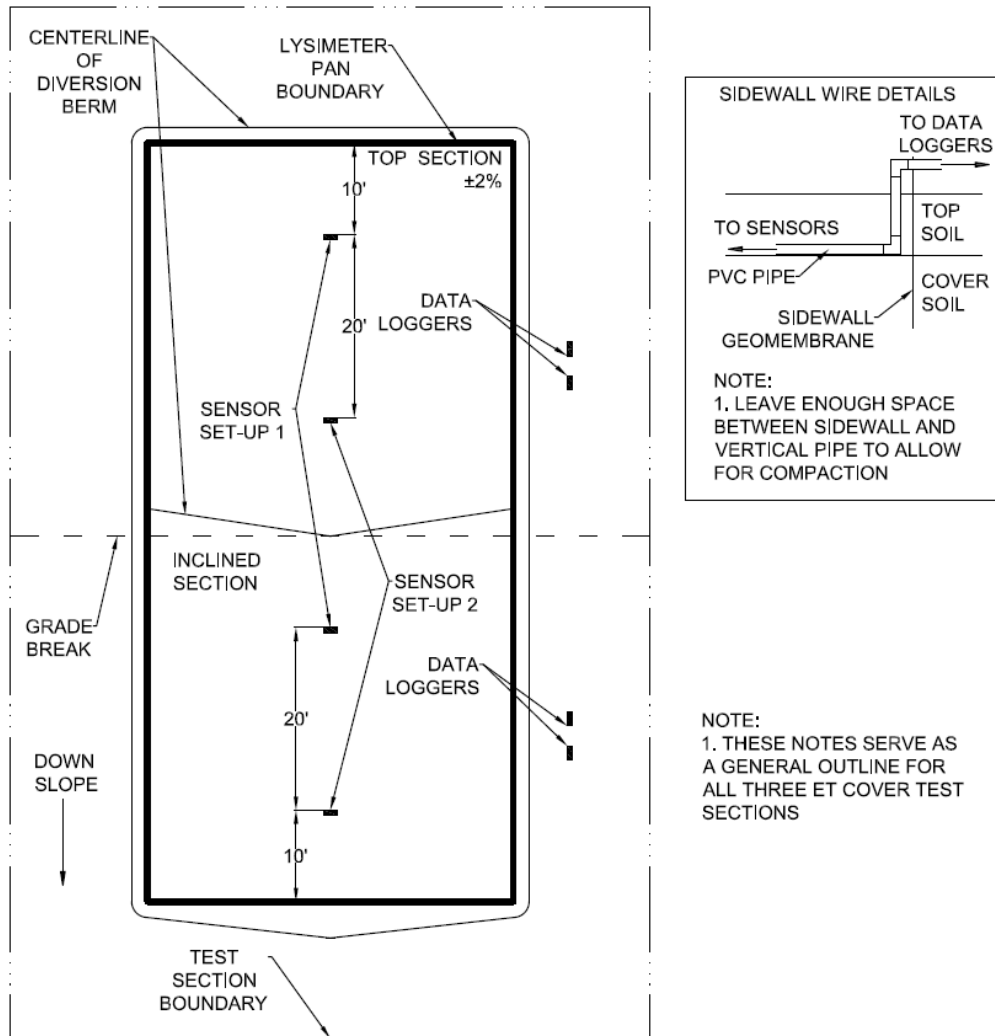 CENTERLINE
OF
DIVERSION
BERM
LYSIMETER
PAN
BOUNDARY
TOP SECTION
±2%
10'
20'
DATA
LOGGERS
SENSOR
SET-UP 1
INCLINED
SECTION
SENSOR
SET-UP 2
GRADE
BREAK
DATA
LOGGERS
20'
DOWN
SLOPE
10'
TEST
SECTION
BOUNDARY
SIDEWALL WIRE DETAILS
TO DATA
LOGGERS
TO SENSORS
TOP
SOIL
PVC PIPE
COVER
SOIL
SIDEWALL
GEOMEMBRANE
NOTE:
1. LEAVE ENOUGH SPACE
BETWEEN SIDEWALL AND
VERTICAL PIPE TO ALLOW
FOR COMPACTION
NOTE:
1. THESE NOTES SERVE AS
A GENERAL OUTLINE FOR
ALL THREE ET COVER TEST
SECTIONS